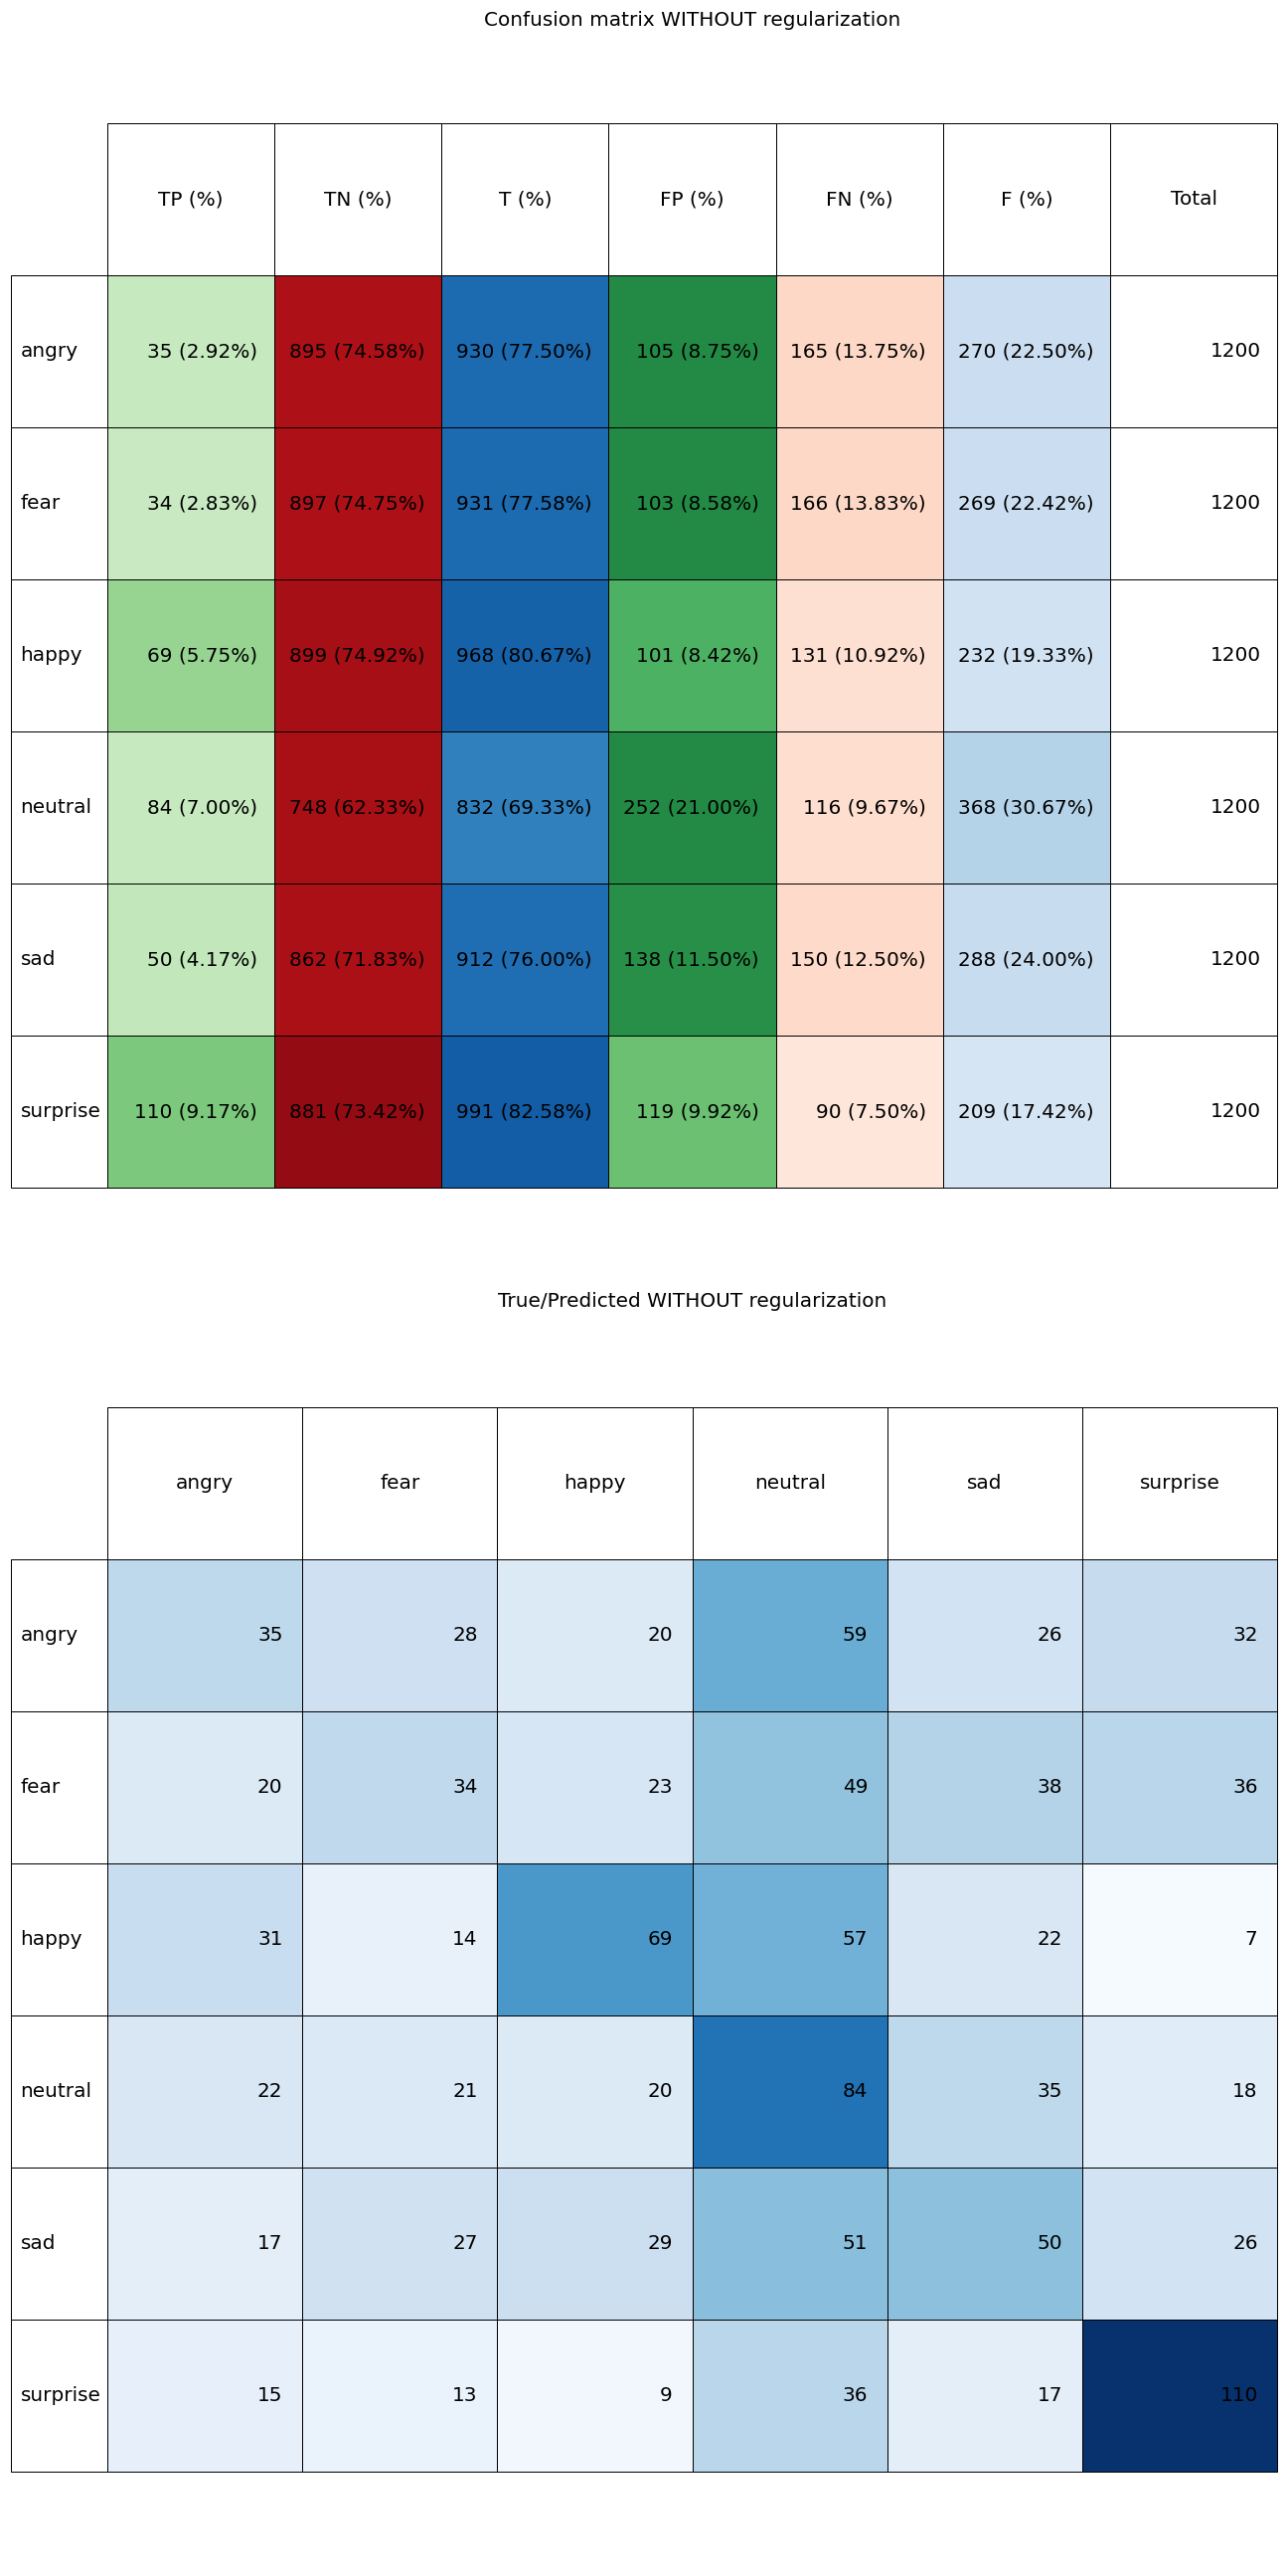 Confusion matrix WITHOUT regularization
TP (%) TN (%) T (%) FP (%) FN (%) F (%) Total
angry 35 (2.92%) 895 (74.58%) 930 (77.50%) 105 (8.75%) 165 (13.75%) 270 (22.50%) 1200
fear 34 (2.83%) 897 (74.75%) 931 (77.58%) 103 (8.58%) 166 (13.83%) 269 (22.42%) 1200
happy 69 (5.75%) 899 (74.92%) 968 (80.67%) 101 (8.42%) 131 (10.92%) 232 (19.33%) 1200
neutral 84 (7.00%) 748 (62.33%) 832 (69.33%) 252 (21.00%) 116 (9.67%) 368 (30.67%) 1200
sad 50 (4.17%) 862 (71.83%) 912 (76.00%) 138 (11.50%) 150 (12.50%) 288 (24.00%) 1200
surprise 110 (9.17%) 881 (73.42%) 991 (82.58%) 119 (9.92%) 90 (7.50%) 209 (17.42%) 1200
True/Predicted WITHOUT regularization
angry fear happy neutral sad surprise
angry 35 28 20 59 26 32
fear 20 34 23 49 38 36
happy 31 14 69 57 22 7
neutral 22 21 20 84 35 18
sad 17 27 29 51 50 26
surprise 15 13 9 36 17 110